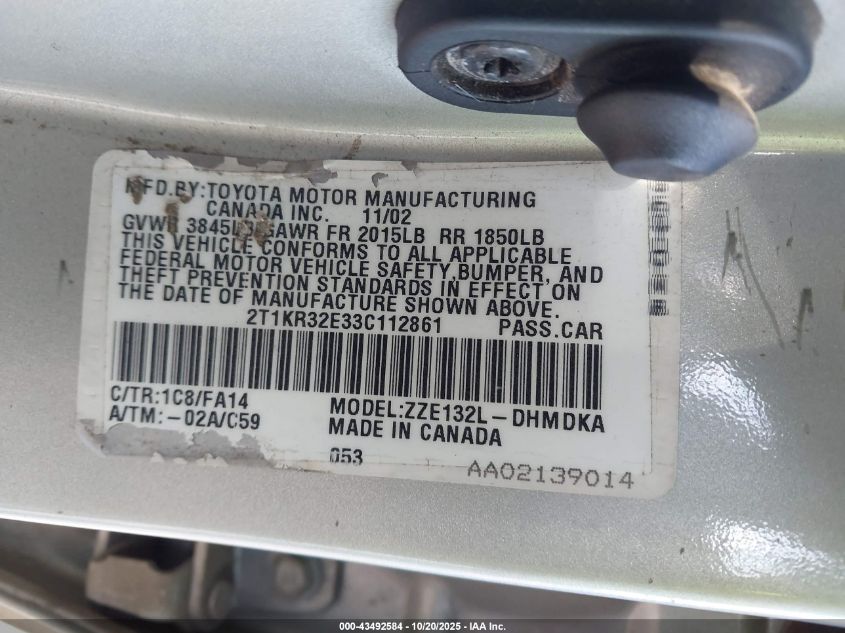 MFD.BY:TOYOTA MOTOR MANUFACTURING
CANADA INC. 11/02
GVWR 3845LB GAWR FR 2015LB RR 1850LB
THIS VEHICLE CONFORMS TO ALL APPLICABLE
FEDERAL MOTOR VEHICLE SAFETY,BUMPER, AND
THEFT PREVENTION STANDARDS IN EFFECT ON
THE DATE OF MANUFACTURE SHOWN ABOVE.
2T1KR32E33C112861 PASS.CAR
C/TR:1C8/FA14
A/TM:-02A/C59
MODEL:ZZE132L-DHMDKA
MADE IN CANADA
053
AA02139014
000-43492584 | 10/20/2025 | IAA Inc.